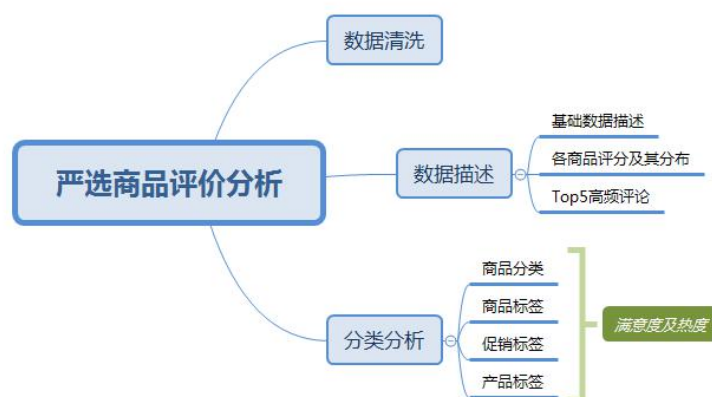 严选商品评价分析
数据清洗
数据描述
基础数据描述
各商品评分及其分布
Top5高频评论
分类分析
商品分类
商品标签
促销标签
产品标签
满意度及热度